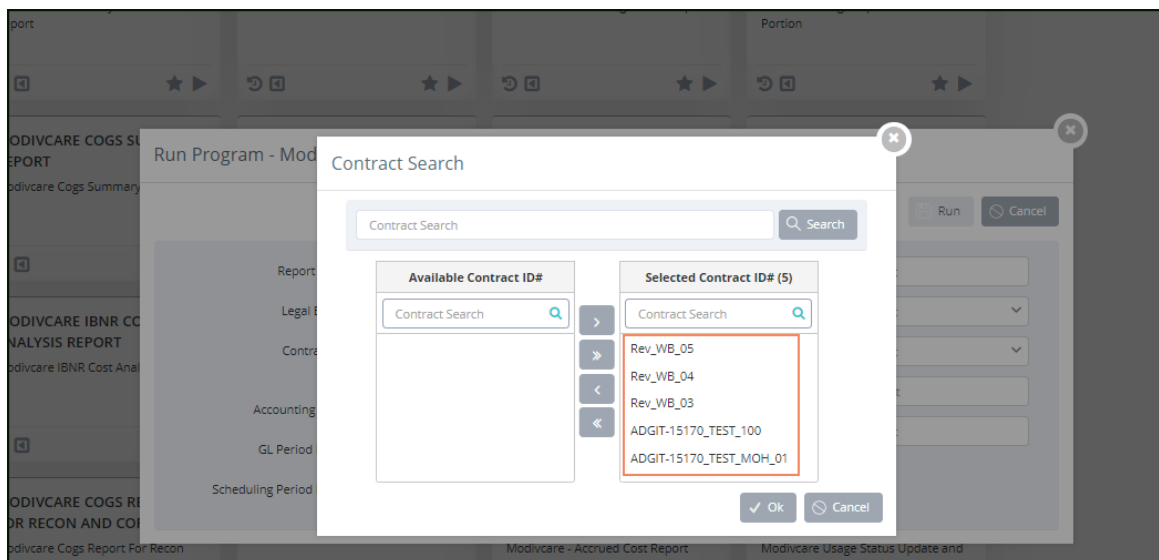 port
Portion
ODIVCARE COGS SU
EPORT
odivcare Cogs Summary
Run Program - Mod
Contract Search
Run
Cancel
Contract Search
Search
Report
Legal E
Contra
Accounting
GL Period
Scheduling Period
Available Contract ID#
Contract Search
Selected Contract ID# (5)
Contract Search
Rev_WB_05
Rev_WB_04
Rev_WB_03
ADGIT-15170_TEST_100
ADGIT-15170_TEST_MOH_01
Ok
Cancel
ODIVCARE IBNR CO
NALYSIS REPORT
odivcare IBNR Cost Anal
ODIVCARE COGS RE
OR RECON AND COR
odivcare Cogs Report For Recon
Modivcare - Accrued Cost Report
Modivcare Usage Status Update and